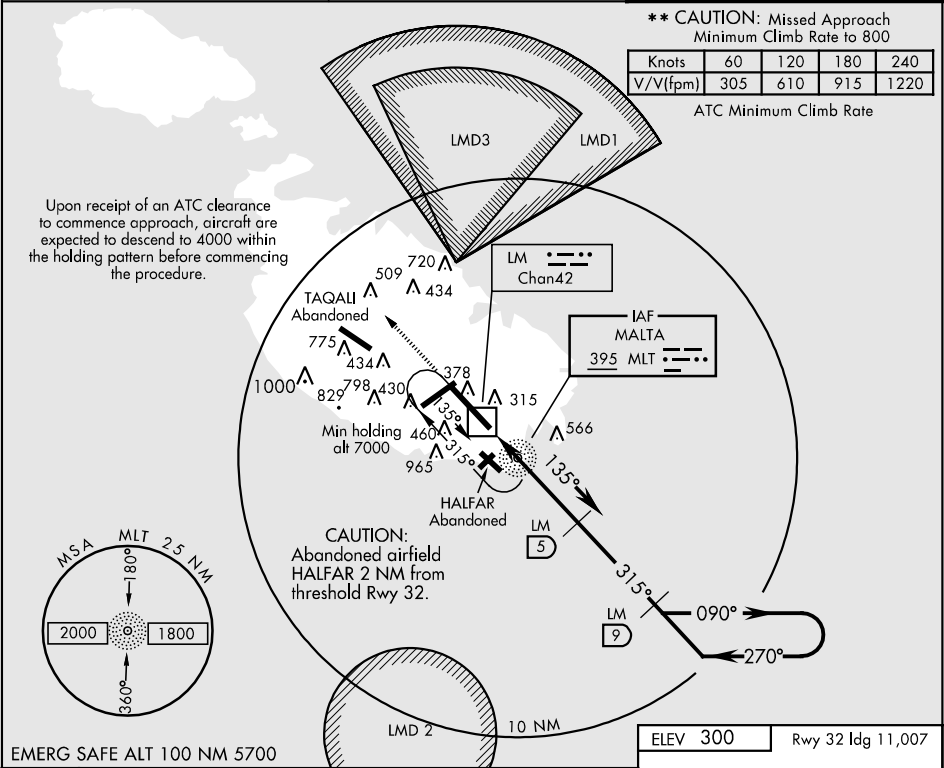 ** CAUTION: Missed Approach
Minimum Climb Rate to 800
Knots 60 120 180 240
V/V(fpm) 305 610 915 1220
ATC Minimum Climb Rate
LMD3
LMD1
Upon receipt of an ATC clearance
to commence approach, aircraft are
expected to descend to 4000 within
the holding pattern before commencing
the procedure.
LM
Chan42
720
509
434
TAQALI
Abandoned
IAF
MALTA
395 MLT
775
434
378
1000
829
798
430
315
135°
Min holding
alt 7000
460
566
965
315°
135°
HALFAR
Abandoned
LM
5
CAUTION:
Abandoned airfield
HALFAR 2 NM from
threshold Rwy 32.
315°
LM
9
090°
270°
MSA MLT 25 NM
180°
2000
1800
360°
LMD 2
10 NM
EMERG SAFE ALT 100 NM 5700
ELEV 300
Rwy 32 ldg 11,007